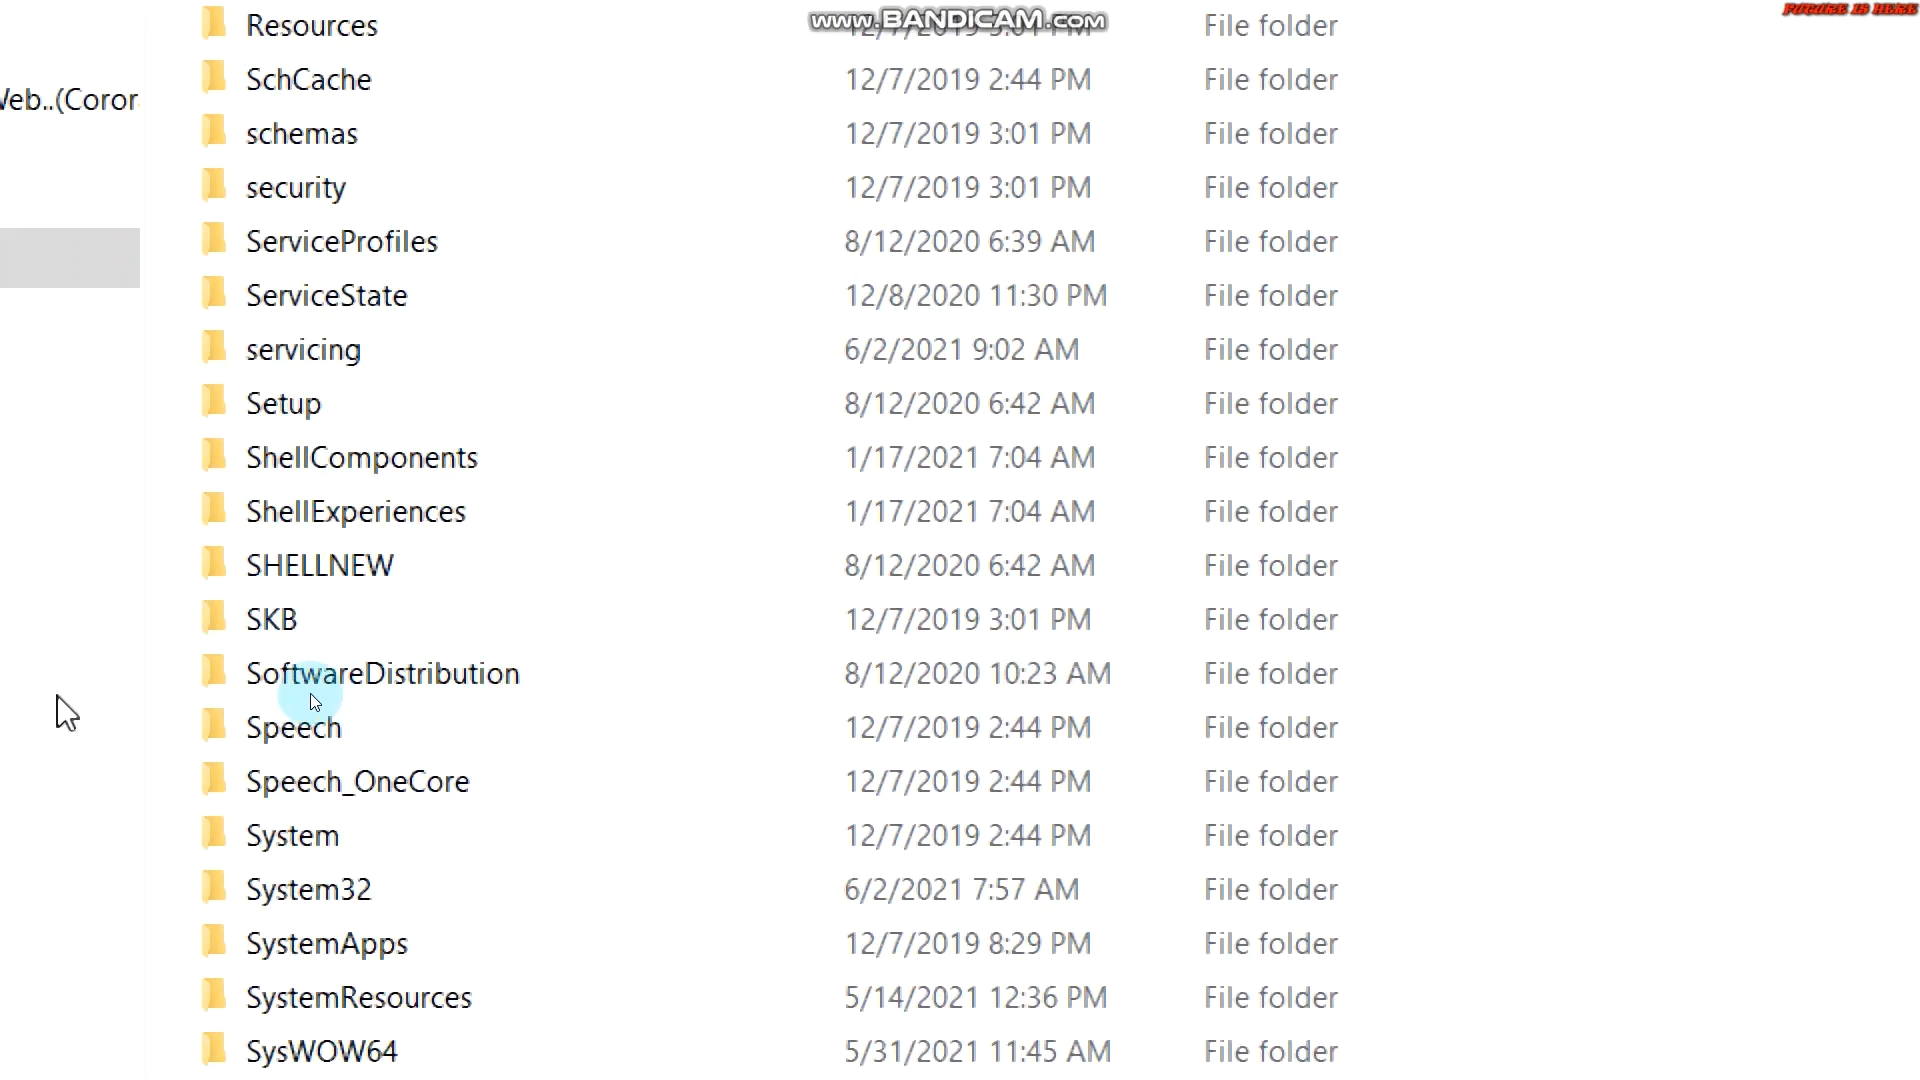 www.BANDICAM.com
FUTURE IS HERE
Resources 12/7/2019 3:01 PM File folder
SchCache 12/7/2019 2:44 PM File folder
Web..(Coror
schemas 12/7/2019 3:01 PM File folder
security 12/7/2019 3:01 PM File folder
ServiceProfiles 8/12/2020 6:39 AM File folder
ServiceState 12/8/2020 11:30 PM File folder
servicing 6/2/2021 9:02 AM File folder
Setup 8/12/2020 6:42 AM File folder
ShellComponents 1/17/2021 7:04 AM File folder
ShellExperiences 1/17/2021 7:04 AM File folder
SHELLNEW 8/12/2020 6:42 AM File folder
SKB 12/7/2019 3:01 PM File folder
SoftwareDistribution 8/12/2020 10:23 AM File folder
Speech 12/7/2019 2:44 PM File folder
Speech_OneCore 12/7/2019 2:44 PM File folder
System 12/7/2019 2:44 PM File folder
System32 6/2/2021 7:57 AM File folder
SystemApps 12/7/2019 8:29 PM File folder
SystemResources 5/14/2021 12:36 PM File folder
SysWOW64 5/31/2021 11:45 AM File folder